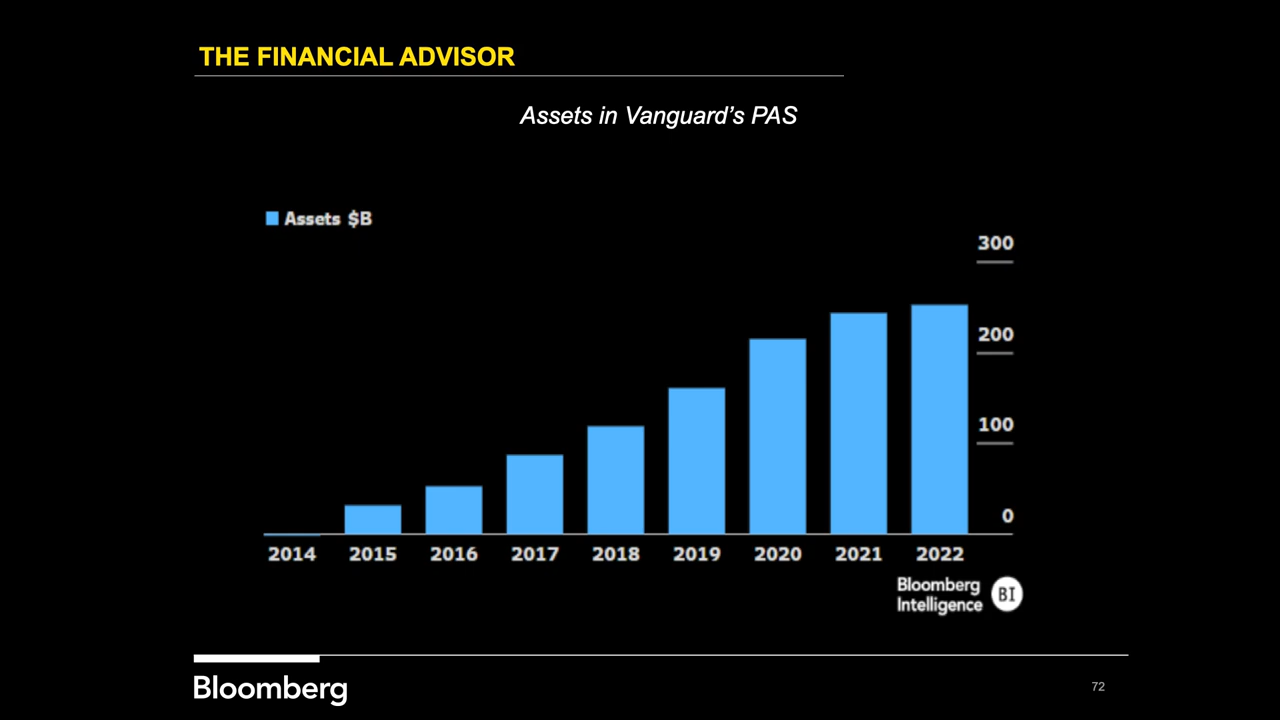 THE FINANCIAL ADVISOR
Assets in Vanguard’s PAS
Assets $B
300
200
100
0
2014 2015 2016 2017 2018 2019 2020 2021 2022
Bloomberg
Intelligence BI
Bloomberg
72